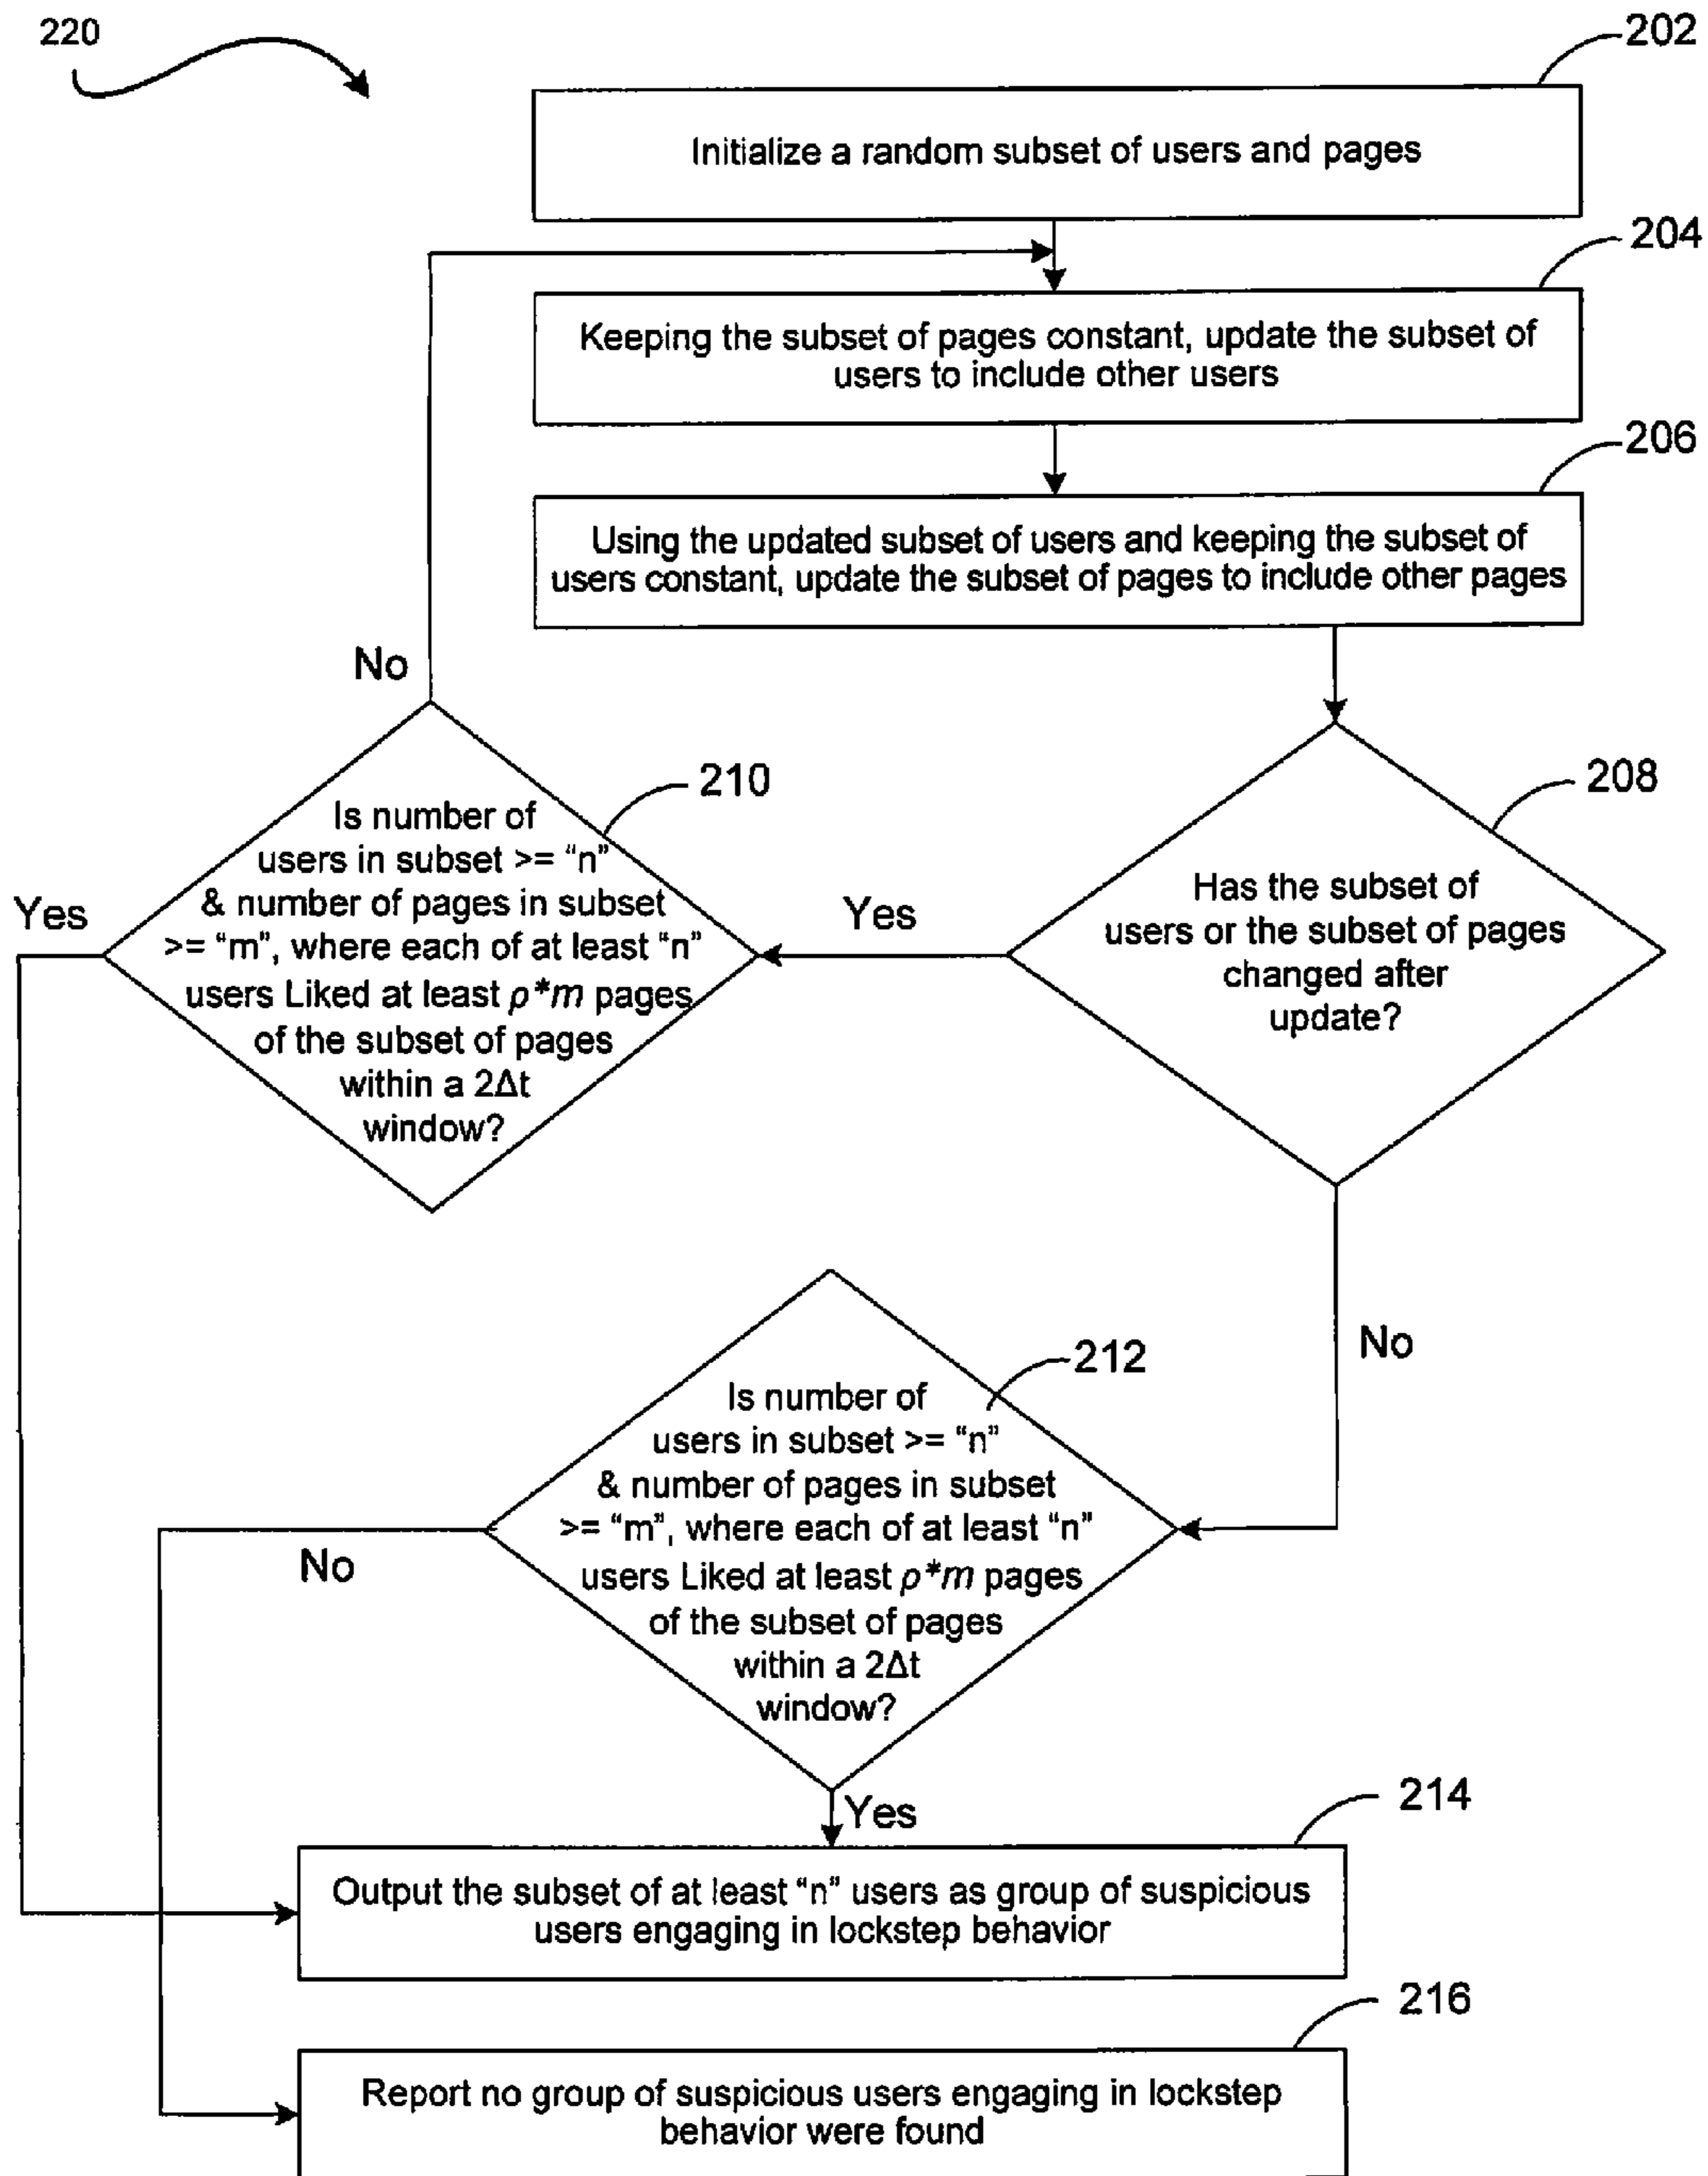 220
202
Initialize a random subset of users and pages
204
Keeping the subset of pages constant, update the subset of
users to include other users
206
Using the updated subset of users and keeping the subset of
users constant, update the subset of pages to include other pages
No
210
Is number of
users in subset >= “n”
& number of pages in subset
>= “m”, where each of at least “n”
users Liked at least ρ*m pages
of the subset of pages
within a 2Δt
window?
Yes
Yes
208
Has the subset of
users or the subset of pages
changed after
update?
No
212
Is number of
users in subset >= “n”
& number of pages in subset
>= “m”, where each of at least “n”
users Liked at least ρ*m pages
of the subset of pages
within a 2Δt
window?
No
Yes
214
Output the subset of at least “n” users as group of suspicious
users engaging in lockstep behavior
216
Report no group of suspicious users engaging in lockstep
behavior were found